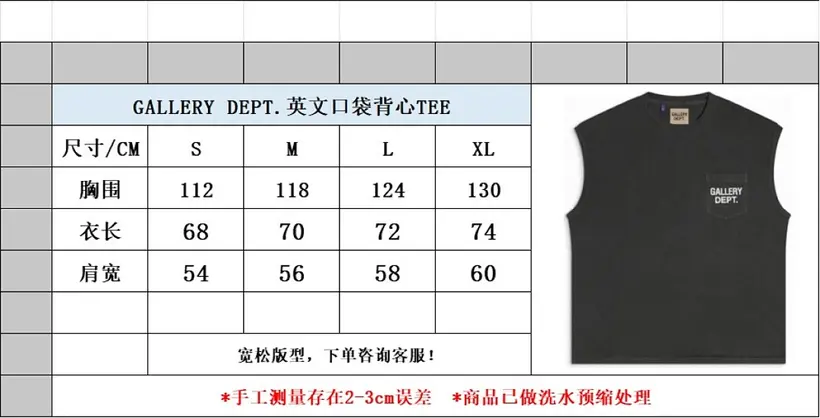 GALLERY DEPT.英文口袋背心TEE
尺寸/CM S M L XL
胸围 112 118 124 130
衣长 68 70 72 74
肩宽 54 56 58 60
宽松版型，下单咨询客服！
*手工测量存在2-3cm误差 *商品已做洗水预缩处理
GALLERY
DEPT.
GALLERY
DEPT.